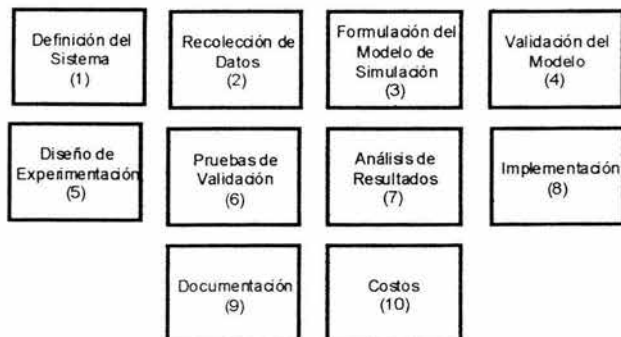 Definición del
Sistema
(1)
Recolección de
Datos
(2)
Formulación del
Modelo de
Simulación
(3)
Validación del
Modelo
(4)
Diseño de
Experimentación
(5)
Pruebas de
Validación
(6)
Análisis de
Resultados
(7)
Implementación
(8)
Documentación
(9)
Costos
(10)